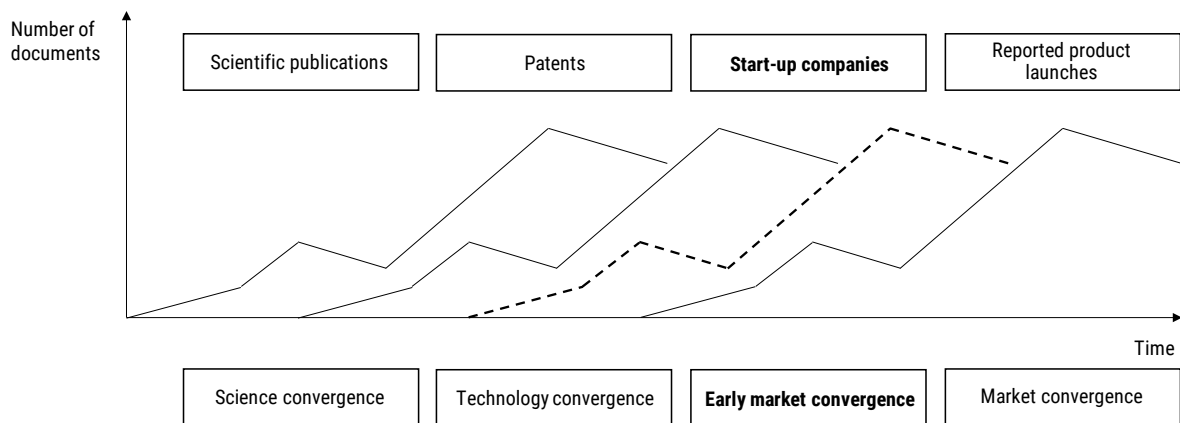 Number of
documents
Scientific publications
Patents
Start-up companies
Reported product
launches
Time
Science convergence
Technology convergence
Early market convergence
Market convergence